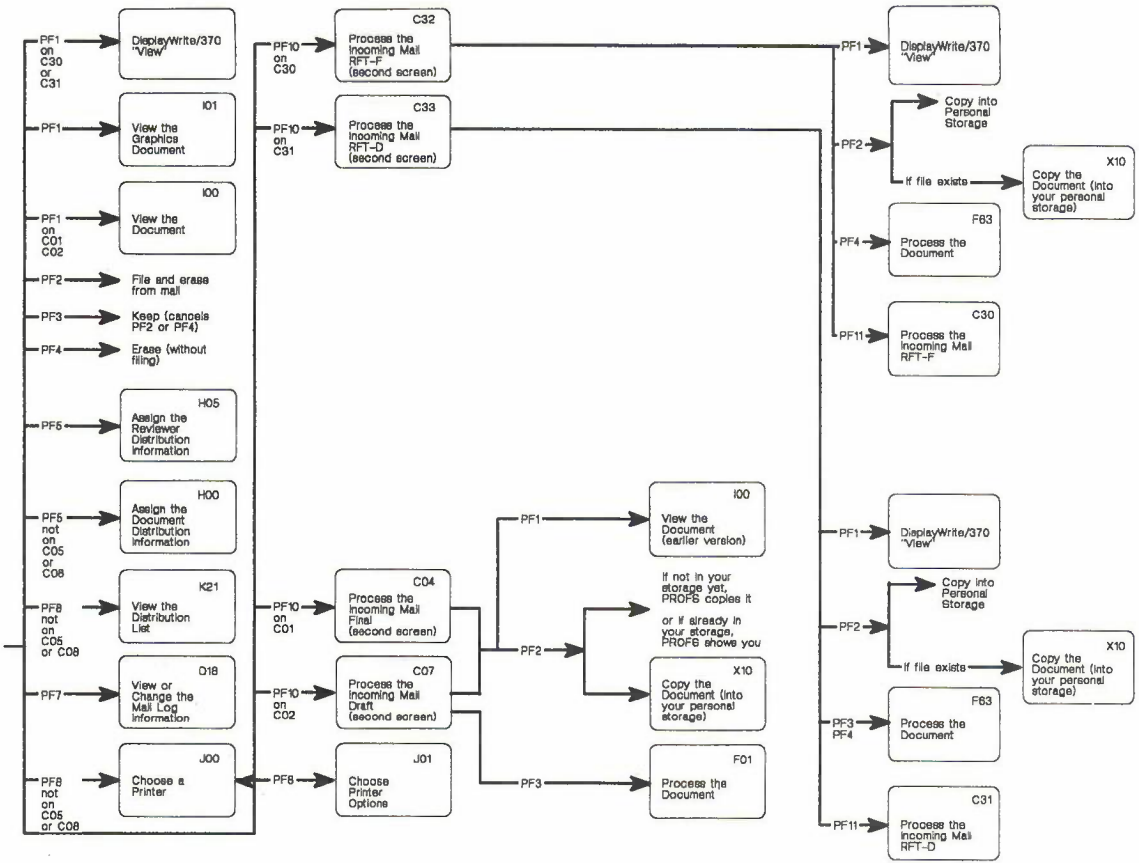 PF1
on
C30
or
C31
DisplayWrite/370
"View"
PF1
I01
View the
Graphics
Document
PF1
on
C01
C02
I00
View the
Document
PF2
File and erase
from mail
PF3
Keep (cancels
PF2 or PF4)
PF4
Erase (without
filing)
PF5
H05
Assign the
Reviewer
Distribution
Information
PF5
not
on
C05
or
C08
H00
Assign the
Document
Distribution
Information
PF6
not
on
C05
or C08
K21
View the
Distribution
List
PF7
D18
View or
Change the
Mail Log
Information
PF8
not
on
C05
or C08
J00
Choose a
Printer
PF8
J01
Choose
Printer
Options
PF10
on
C30
C32
Process the
Incoming Mail
RFT-F
(second screen)
PF10
on
C31
C33
Process the
Incoming Mail
RFT-D
(second screen)
PF10
on
C01
C04
Process the
Incoming Mail
Final
(second screen)
PF10
on
C02
C07
Process the
Incoming Mail
Draft
(second screen)
PF1
I00
View the
Document
(earlier version)
PF2
If not in your
storage yet,
PROFS copies it
or if already in
your storage,
PROFS shows you
X10
Copy the
Document (into
your personal
storage)
PF3
F01
Process the
Document
PF1
DisplayWrite/370
"View"
PF2
Copy into
Personal
Storage
If file exists
X10
Copy the
Document (into
your personal
storage)
PF4
F63
Process the
Document
PF11
C30
Process the
Incoming Mail
RFT-F
PF1
DisplayWrite/370
"View"
PF2
Copy into
Personal
Storage
If file exists
X10
Copy the
Document (into
your personal
storage)
PF3
PF4
F63
Process the
Document
PF11
C31
Process the
Incoming Mail
RFT-D